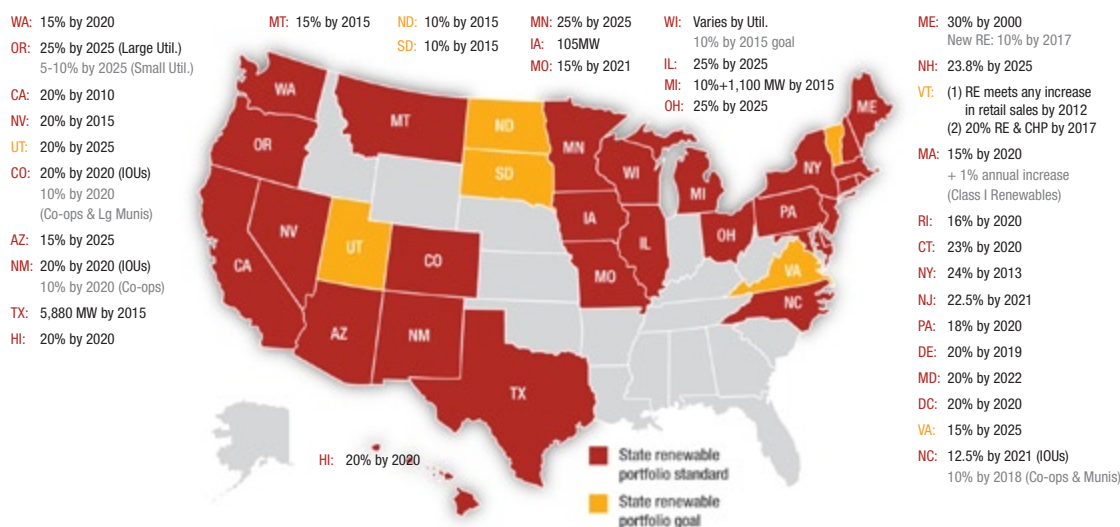 WA: 15% by 2020
OR: 25% by 2025 (Large Util.)
5-10% by 2025 (Small Util.)
CA: 20% by 2010
NV: 20% by 2015
UT: 20% by 2025
CO: 20% by 2020 (IOUs)
10% by 2020
(Co-ops & Lg Munis)
AZ: 15% by 2025
NM: 20% by 2020 (IOUs)
10% by 2020 (Co-ops)
TX: 5,880 MW by 2015
HI: 20% by 2020
MT: 15% by 2015
ND: 10% by 2015
SD: 10% by 2015
MN: 25% by 2025
IA: 105MW
MO: 15% by 2021
WI: Varies by Util.
10% by 2015 goal
IL: 25% by 2025
MI: 10%+1,100 MW by 2015
OH: 25% by 2025
ME: 30% by 2000
New RE: 10% by 2017
NH: 23.8% by 2025
VT: (1) RE meets any increase
in retail sales by 2012
(2) 20% RE & CHP by 2017
MA: 15% by 2020
+ 1% annual increase
(Class I Renewables)
RI: 16% by 2020
CT: 23% by 2020
NY: 24% by 2013
NJ: 22.5% by 2021
PA: 18% by 2020
DE: 20% by 2019
MD: 20% by 2022
DC: 20% by 2020
VA: 15% by 2025
NC: 12.5% by 2021 (IOUs)
10% by 2018 (Co-ops & Munis)
WA
MT
ND
MN
ME
OR
SD
WI
NY
MI
IA
PA
NV
UT
CO
IL
OH
CA
MO
VA
NC
AZ
NM
TX
HI: 20% by 2020
State renewable
portfolio standard
State renewable
portfolio goal